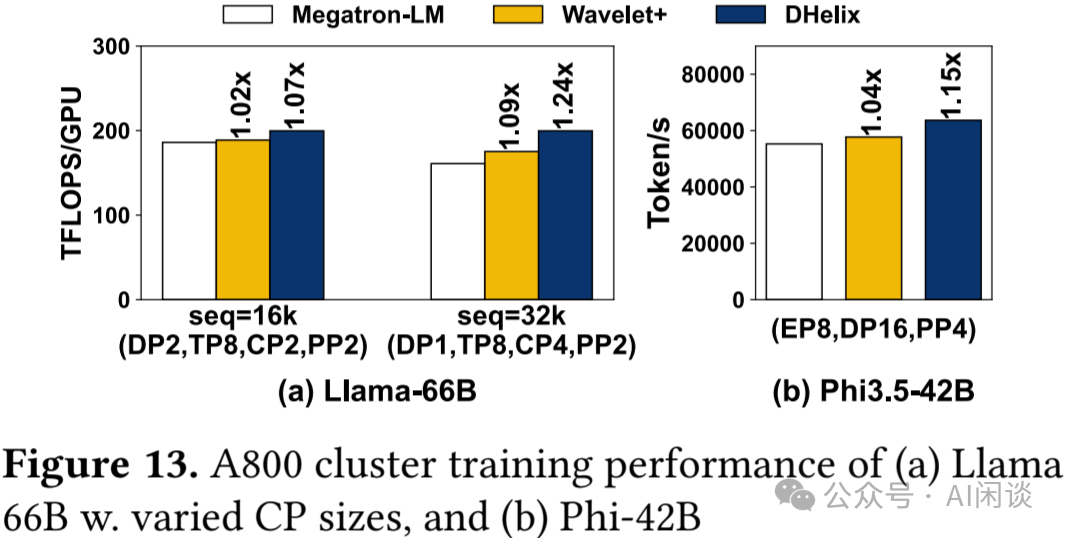 Megatron-LM Wavelet+ DHelix
TFLOPS/GPU
300
200
100
0
1.02x
1.07x
1.09x
1.24x
seq=16k
(DP2,TP8,CP2,PP2)
seq=32k
(DP1,TP8,CP4,PP2)
(a) Llama-66B
Token/s
80000
60000
40000
20000
0
1.04x
1.15x
(EP8,DP16,PP4)
(b) Phi3.5-42B
Figure 13. A800 cluster training performance of (a) Llama
66B w. varied CP sizes, and (b) Phi-42B
公众号 · AI闲谈